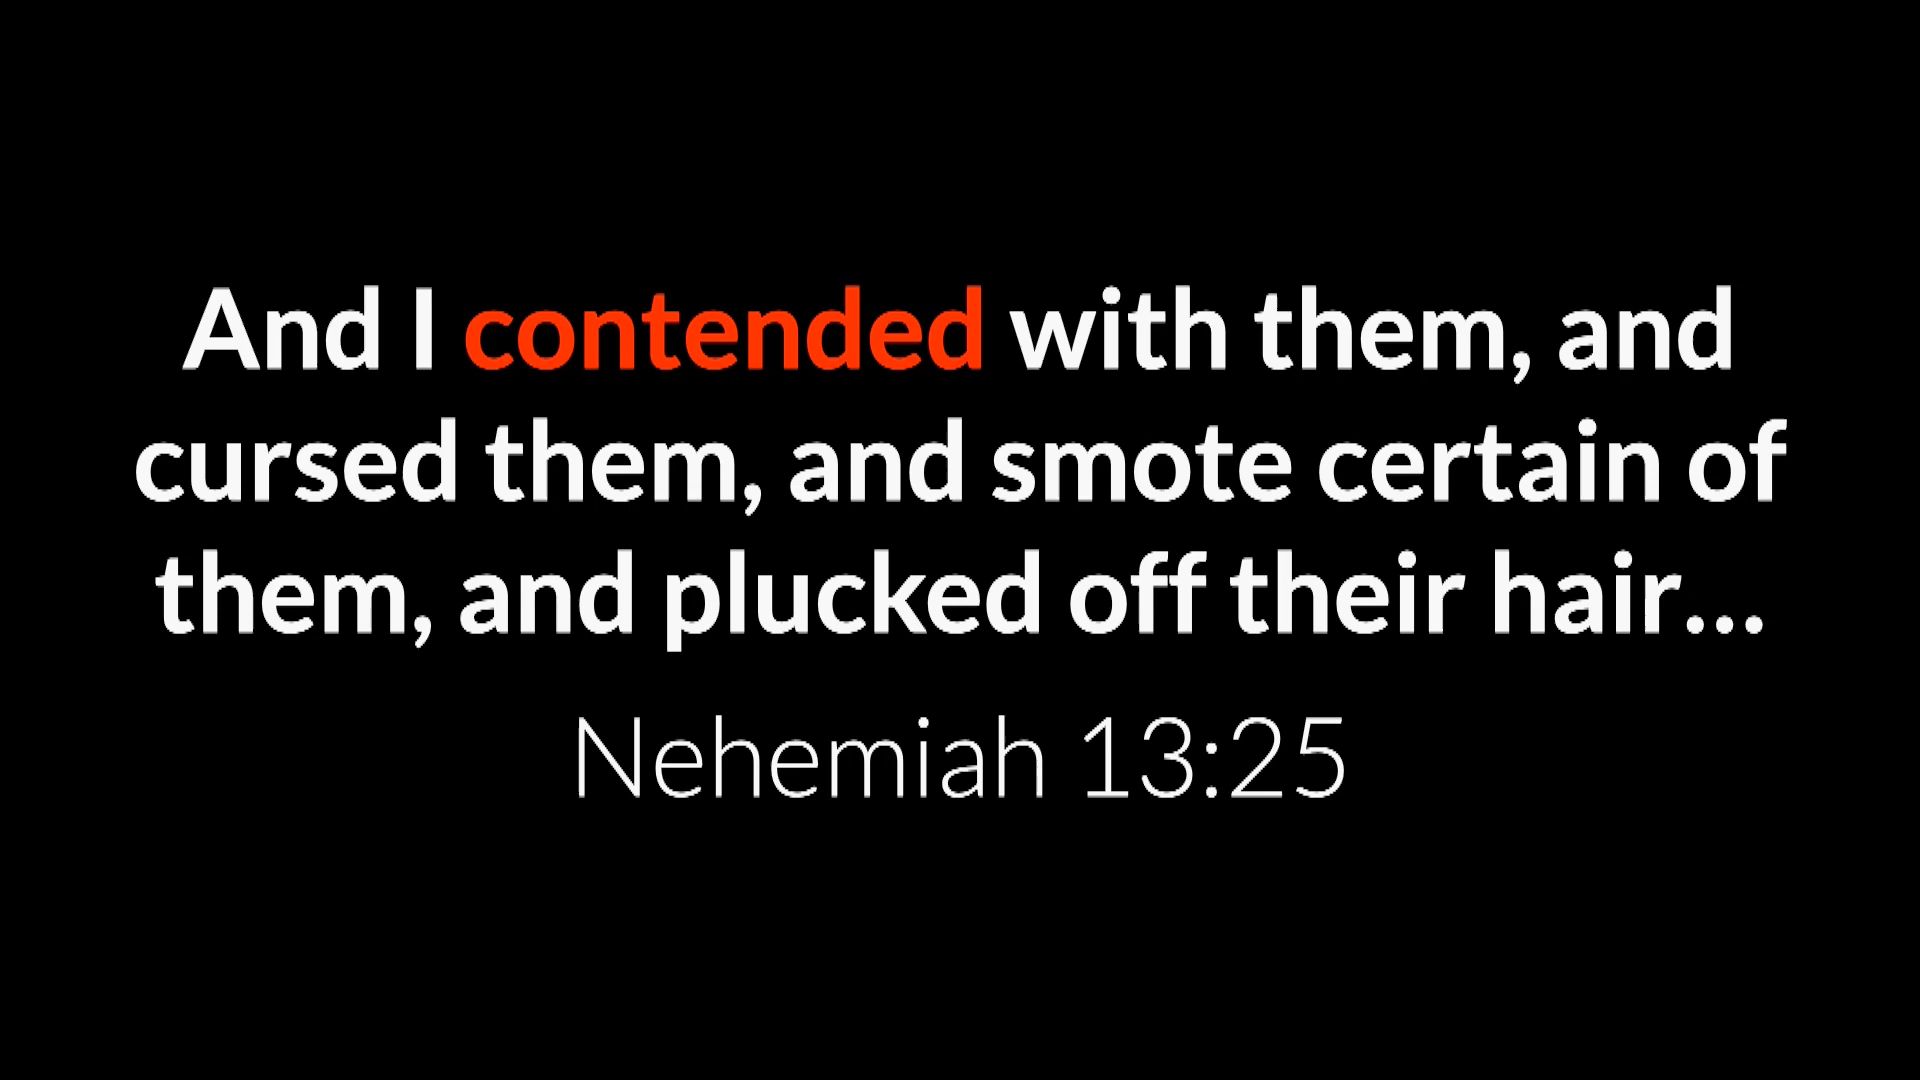 And I contended with them, and
cursed them, and smote certain of
them, and plucked off their hair...
Nehemiah 13:25